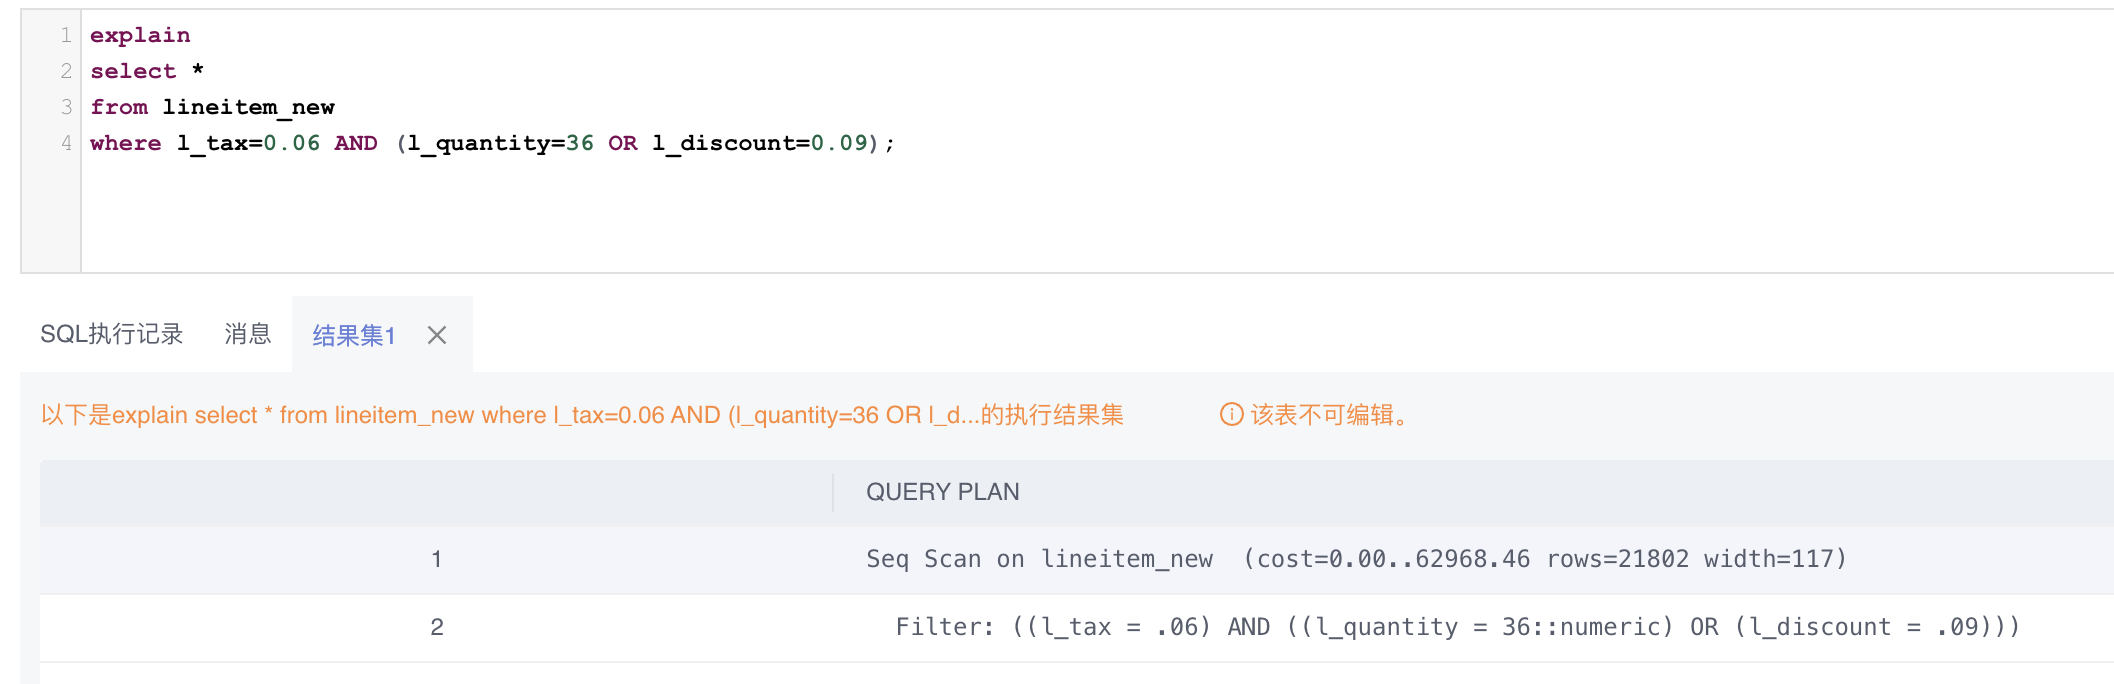 1 explain
2 select *
3 from lineitem_new
4 where l_tax=0.06 AND (l_quantity=36 OR l_discount=0.09);
SQL执行记录 消息 结果集1
以下是explain select * from lineitem_new where l_tax=0.06 AND (l_quantity=36 OR l_d...的执行结果集 该表不可编辑。
QUERY PLAN
1 Seq Scan on lineitem_new  (cost=0.00..62968.46 rows=21802 width=117)
2 Filter: ((l_tax = .06) AND ((l_quantity = 36::numeric) OR (l_discount = .09)))